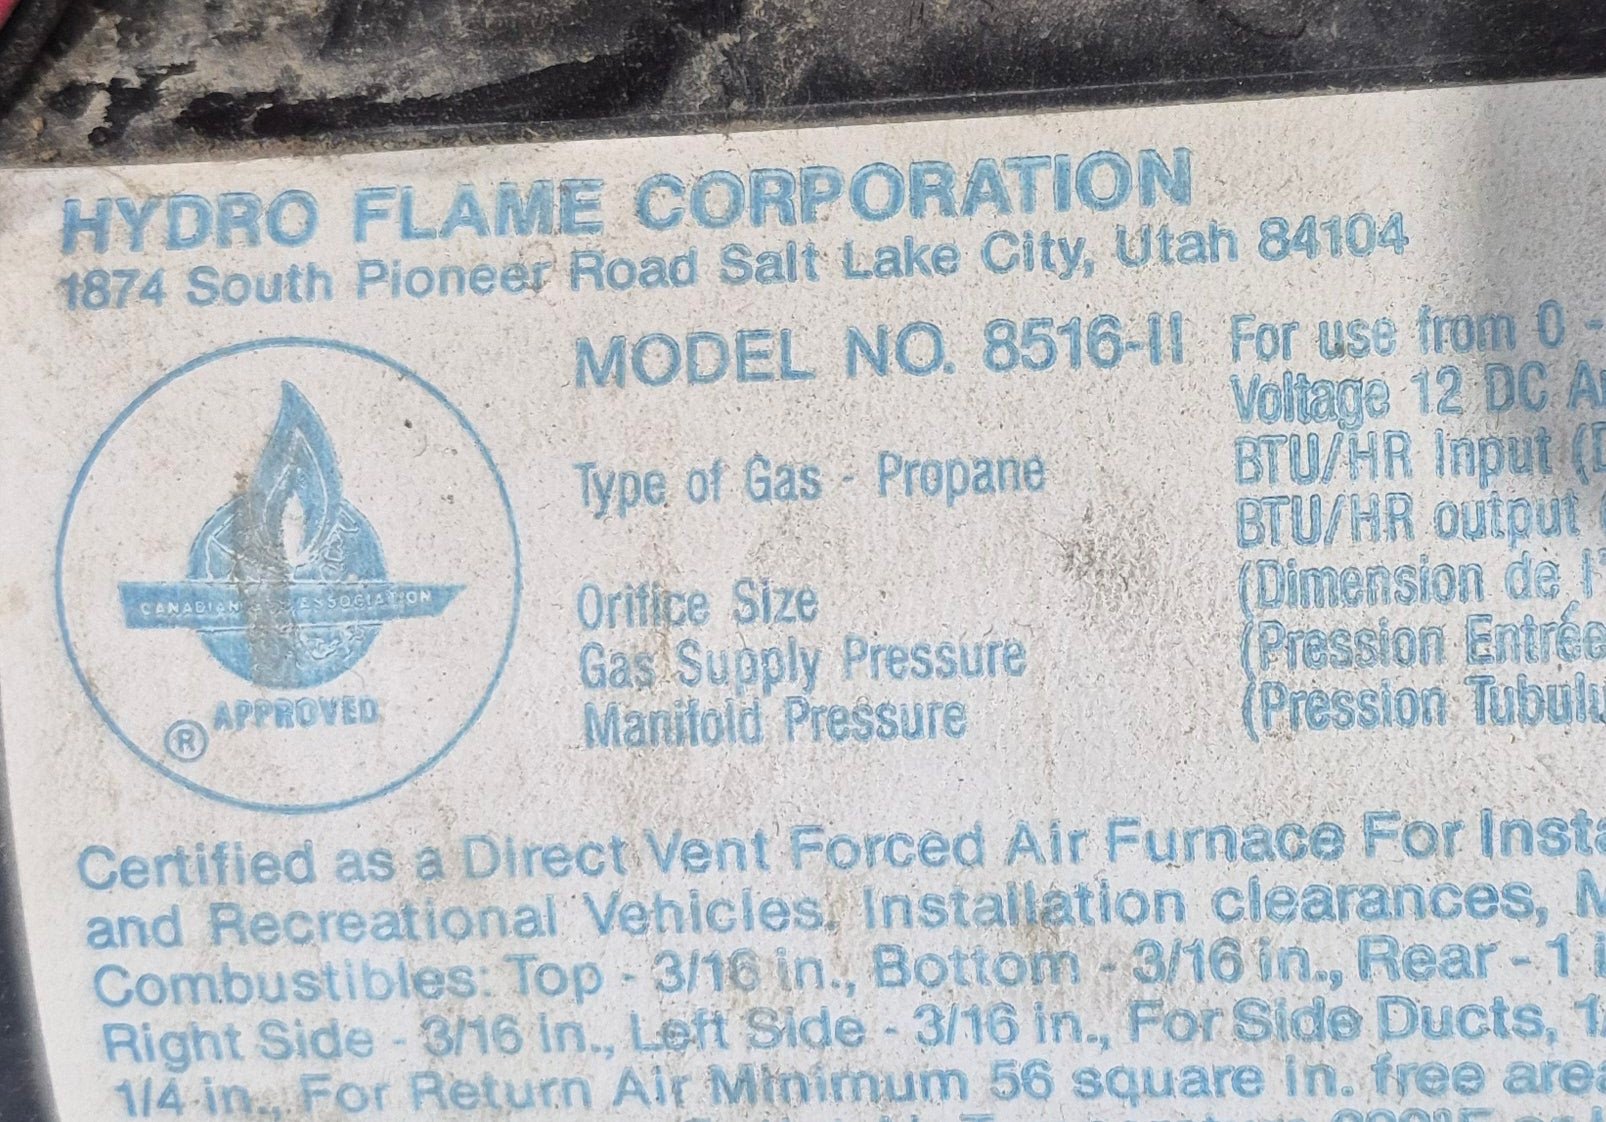 HYDRO FLAME CORPORATION
1874 South Pioneer Road Salt Lake City, Utah 84104
MODEL NO. 8516-II
For use from 0 -
Voltage 12 DC
Type of Gas - Propane
BTU/HR Input
BTU/HR output
Orifice Size
(Dimension de
Gas Supply Pressure
(Pression Entrée
Manifold Pressure
(Pression
CANADIAN GAS ASSOCIATION
APPROVED
®
Certified as a Direct Vent Forced Air Furnace For
and Recreational Vehicles. Installation clearances,
Combustibles: Top - 3/16 in., Bottom - 3/16 in., Rear - 1
Right Side - 3/16 in., Left Side - 3/16 in., For Side Ducts,
1/4 in., For Return Air Minimum 56 square in. free